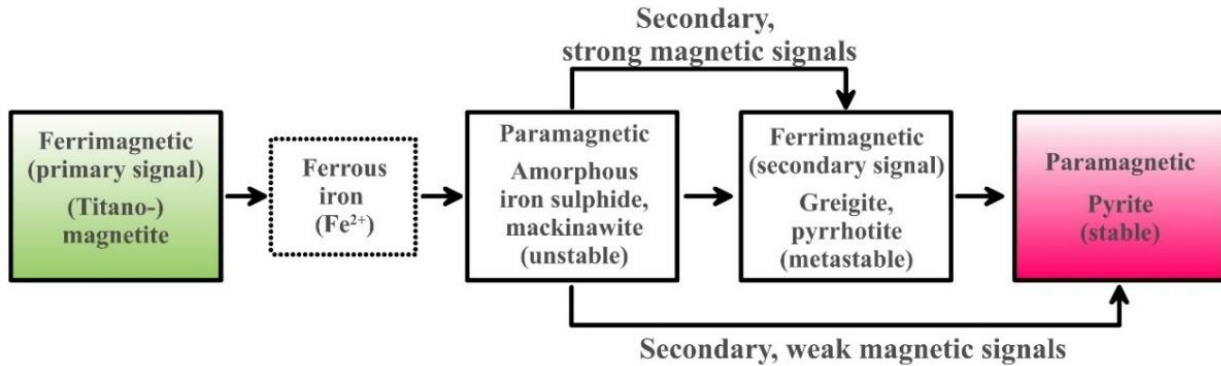 Secondary,
strong magnetic signals
Ferrimagnetic
(primary signal)
(Titano-)
magnetite
Ferrous
iron
(Fe²⁺)
Paramagnetic
Amorphous
iron sulphide,
mackinawite
(unstable)
Ferrimagnetic
(secondary signal)
Greigite,
pyrrhotite
(metastable)
Paramagnetic
Pyrite
(stable)
Secondary, weak magnetic signals